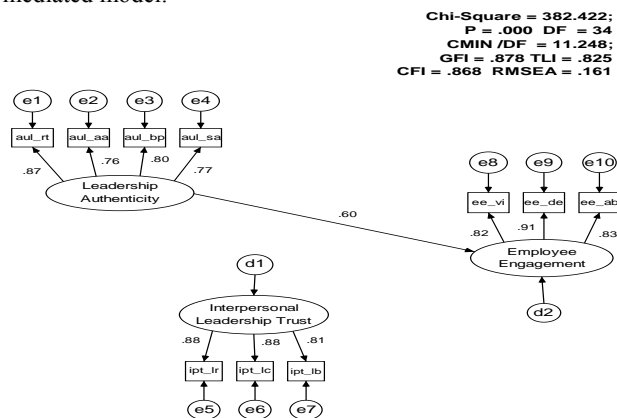 mediated model.
Chi-Square = 382.422;
P = .000 DF = 34
CMIN /DF = 11.248;
GFI = .878 TLI = .825
CFI = .868 RMSEA = .161
e1 e2 e3 e4
aul_rt aul_aa aul_bp aul_sa
.87 .76 .80 .77
Leadership
Authenticity
e8 e9 e10
ee_vi ee_de ee_ab
.82 .91 .83
.60
Employee
Engagement
d1
d2
Interpersonal
Leadership Trust
.88 .88 .81
ipt_lr ipt_lc ipt_lb
e5 e6 e7